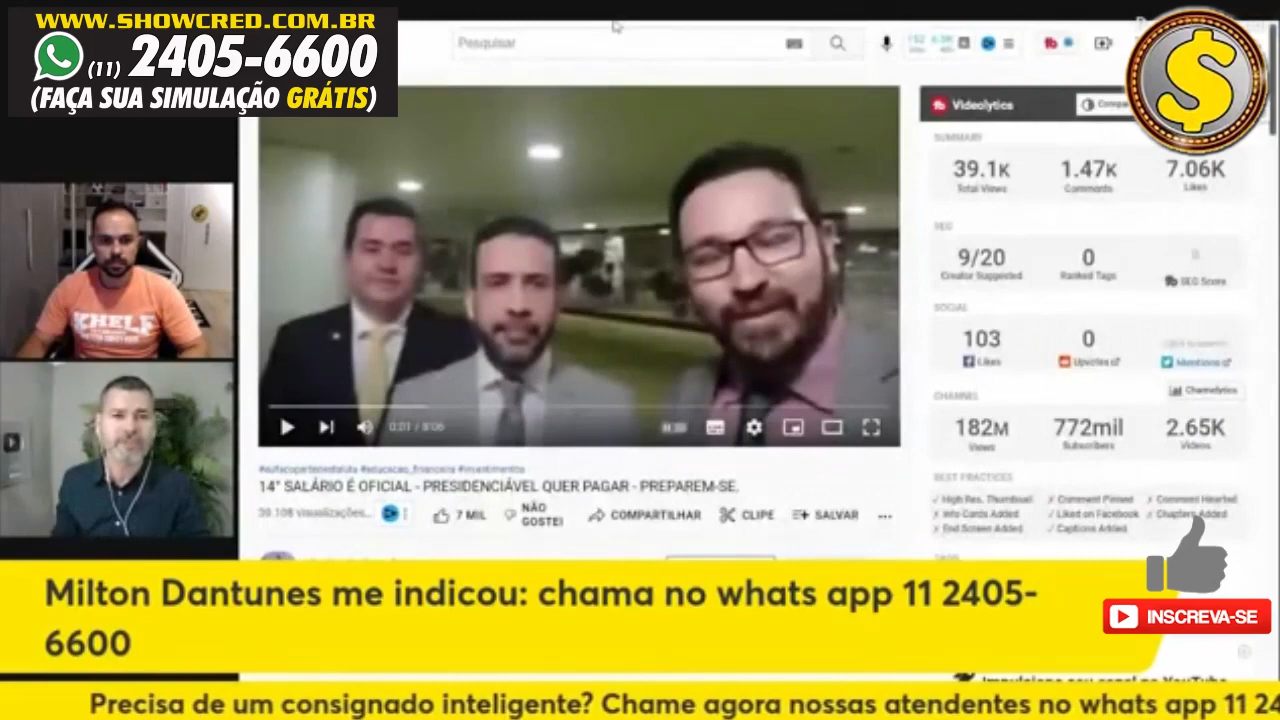 WWW.SHOWCRED.COM.BR
(11) 2405-6600
(FAÇA SUA SIMULAÇÃO GRÁTIS)
Pesquisar
Videolytics
SUMMARY
39.1K 1.47K 7.06K
Total Views Comments Likes
9/20 0
Creator Suggested Ranked Tags SEO Score
SOCIAL
103 0
Likes Upvotes Mentions
CHANNEL Channelytics
182M 772mil 2.65K
Views Subscribers Videos
BEST PRACTICES
High Res. Thumbnail Comment Pinned Comment Hearted
Info Cards Added Liked on Facebook Chapters Added
End Screen Added Captions Added
KHELF
0:01 / 8:06
#educacao_financeira #investimentos
14° SALÁRIO É OFICIAL - PRESIDENCIÁVEL QUER PAGAR - PREPAREM-SE.
39.108 visualizações... 7 MIL NÃO GOSTEI COMPARTILHAR CLIPE SALVAR ...
Milton Dantunes me indicou: chama no whats app 11 2405-
6600
INSCREVA-SE
Precisa de um consignado inteligente? Chame agora nossas atendentes no whats app 11 24